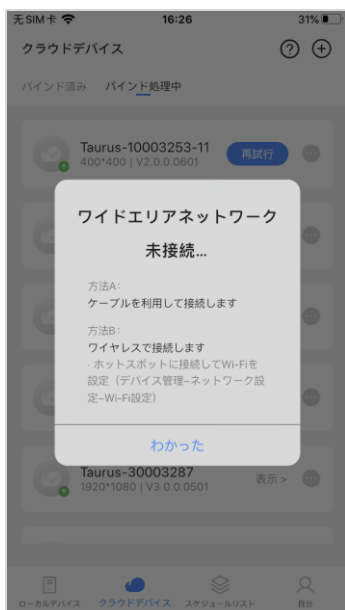 無SIM卡 16:26 31%
クラウドデバイス
バインド済み バインド処理中
Taurus-10003253-11
再試行
400*400 | V2.0.0.0601
ワイドエリアネットワーク
未接続...
方法A:
ケーブルを利用して接続します
方法B:
ワイヤレスで接続します
· ホットスポットに接続してWi-Fiを
設定（デバイス管理-ネットワーク設
定-Wi-Fi設定）
わかった
Taurus-30003287
表示 >
1920*1080 | V3.0.0.0501
ローカルデバイス クラウドデバイス スケジュールリスト 自分